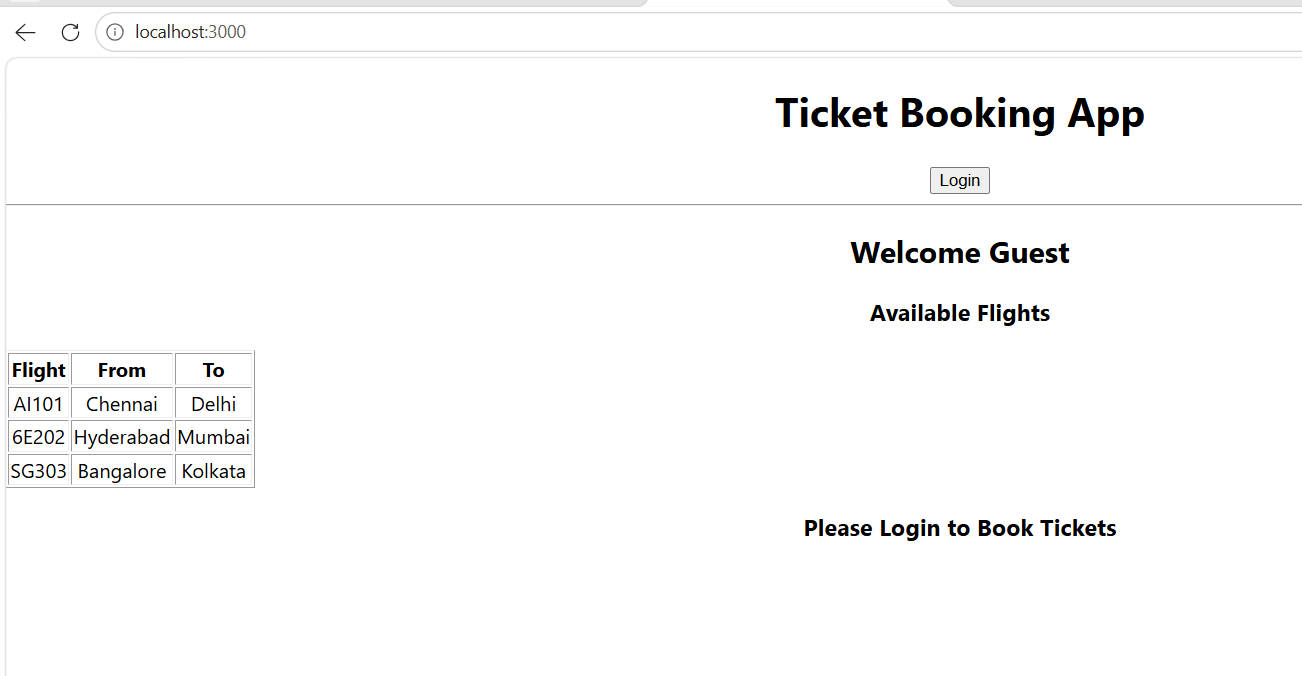 localhost:3000
Ticket Booking App
Login
Welcome Guest
Available Flights
Flight From To
AI101 Chennai Delhi
6E202 Hyderabad Mumbai
SG303 Bangalore Kolkata
Please Login to Book Tickets